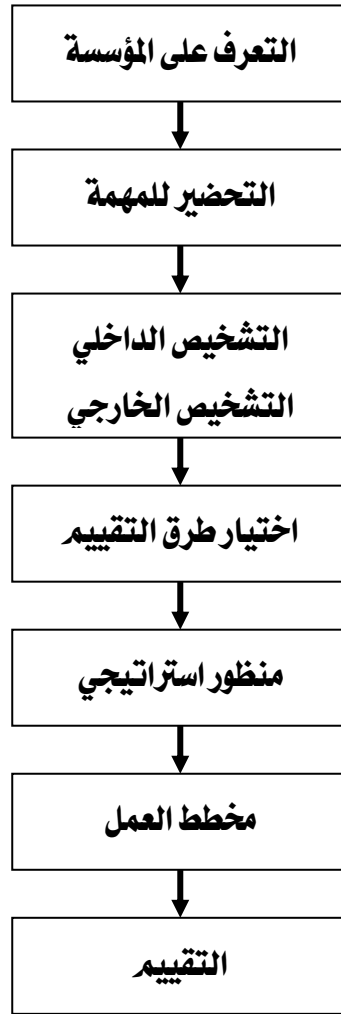 التعرف على المؤسسة
التحضير للمهمة
التشخيص الداخلي
التشخيص الخارجي
اختيار طرق التقييم
منظور استراتيجي
مخطط العمل
التقييم